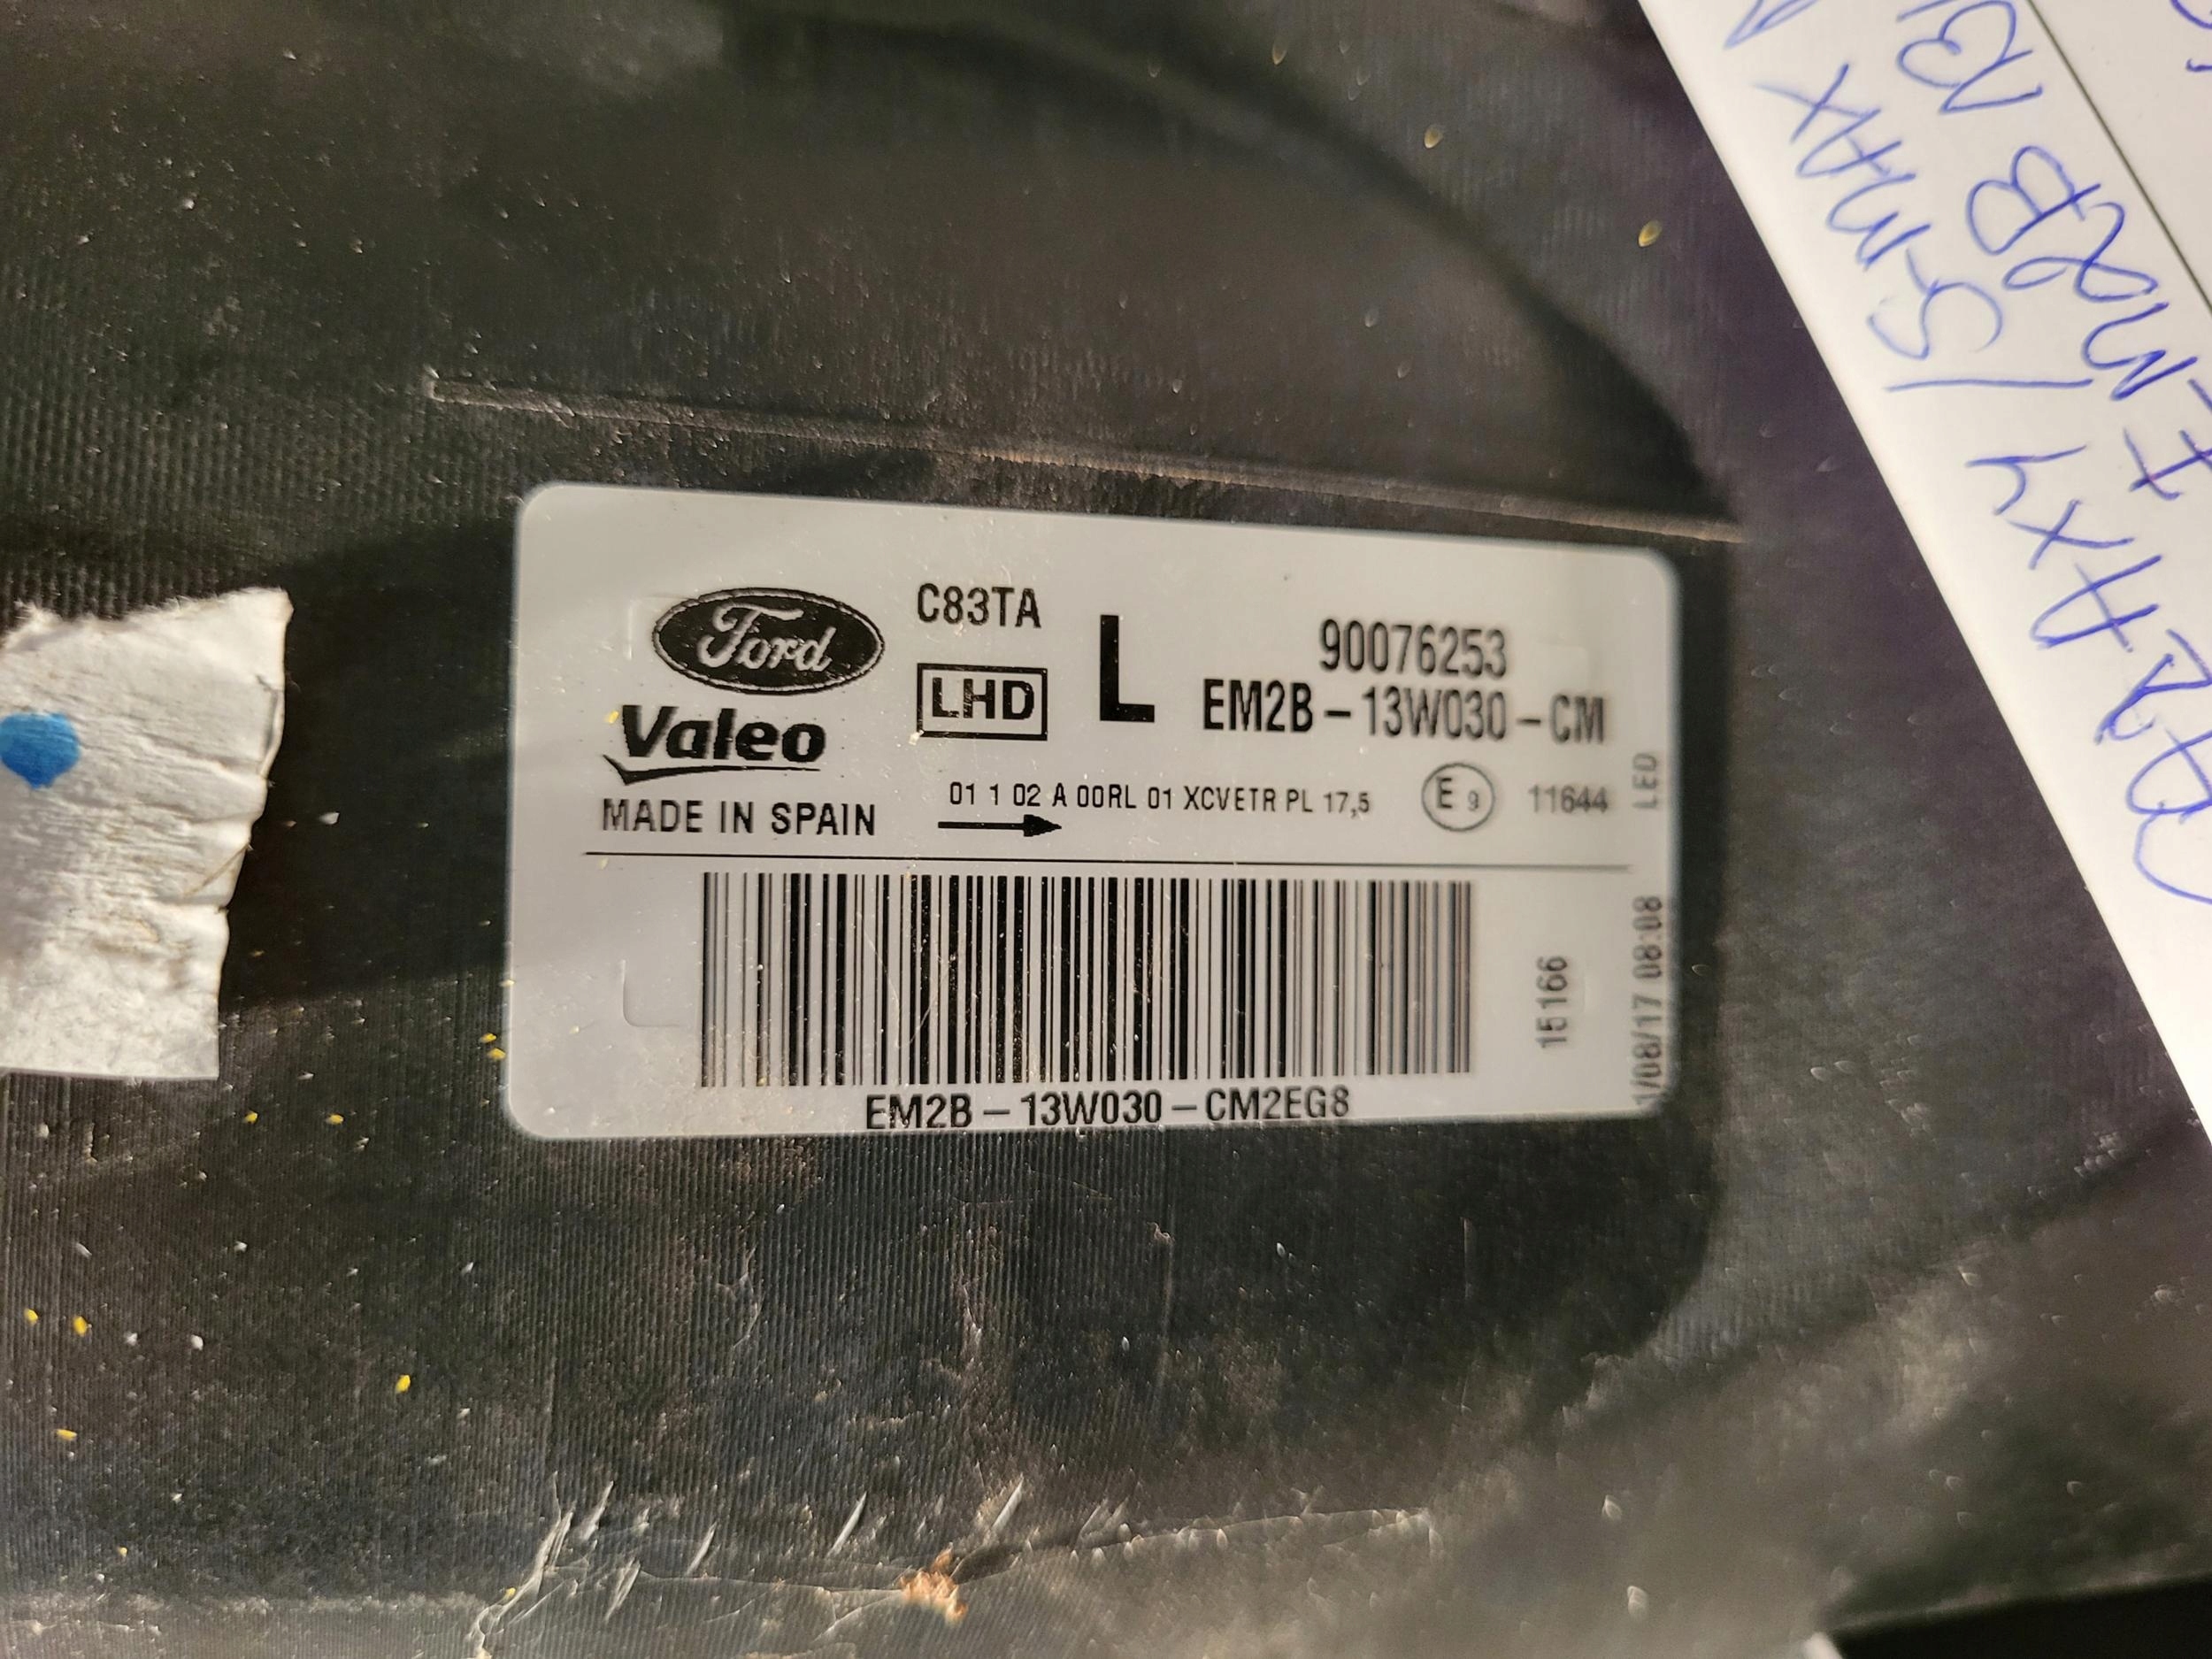 Ford
C83TA
LHD
L
90076253
EM2B-13W030-CM
Valeo
MADE IN SPAIN
01 1 02 A 00RL 01 XCVETR PL 17,5
E9
11644
LED
15166
1/08/17 08:08
EM2B-13W030-CM2EG8
/S-MAX